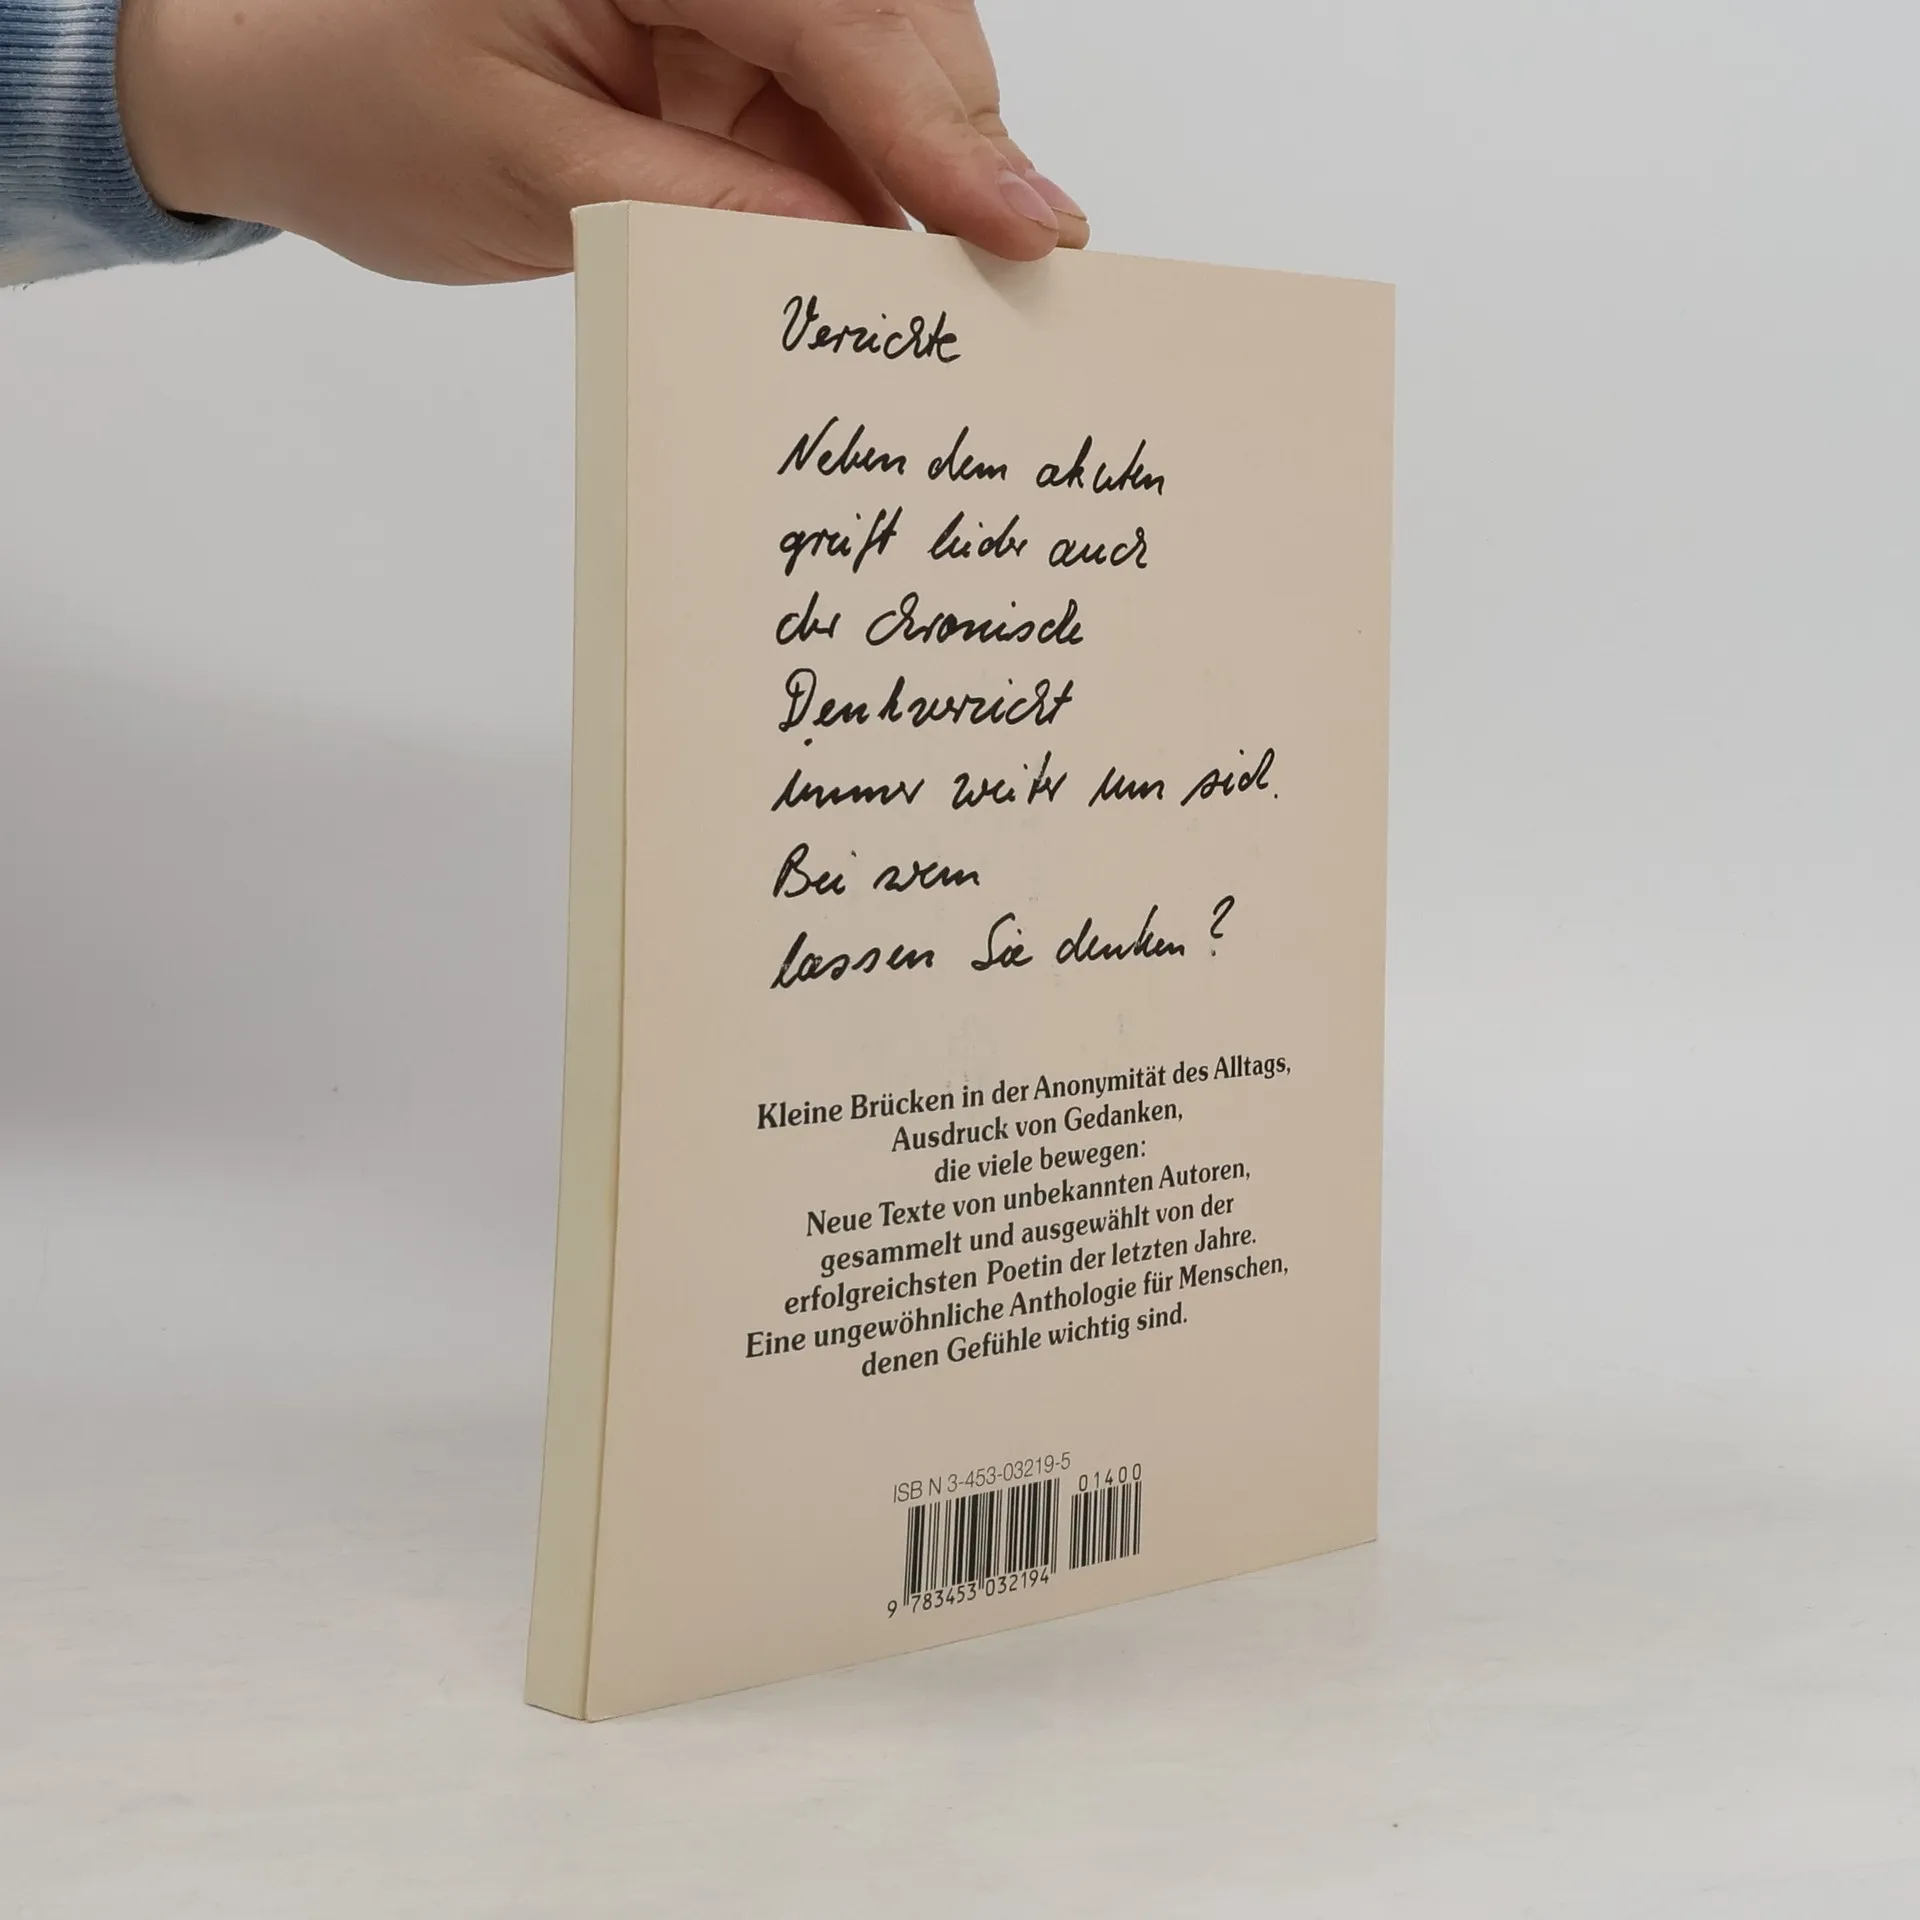 Verzichte
Neben dem akuten
greift leider auch
der chronische
Denkverzicht
immer weiter um sich.
Bei wem
lassen Sie denken?
Kleine Brücken in der Anonymität des Alltags,
Ausdruck von Gedanken,
die viele bewegen:
Neue Texte von unbekannten Autoren,
gesammelt und ausgewählt von der
erfolgreichsten Poetin der letzten Jahre.
Eine ungewöhnliche Anthologie für Menschen,
denen Gefühle wichtig sind.
ISBN 3-453-03219-5
01400
9 783453 032194